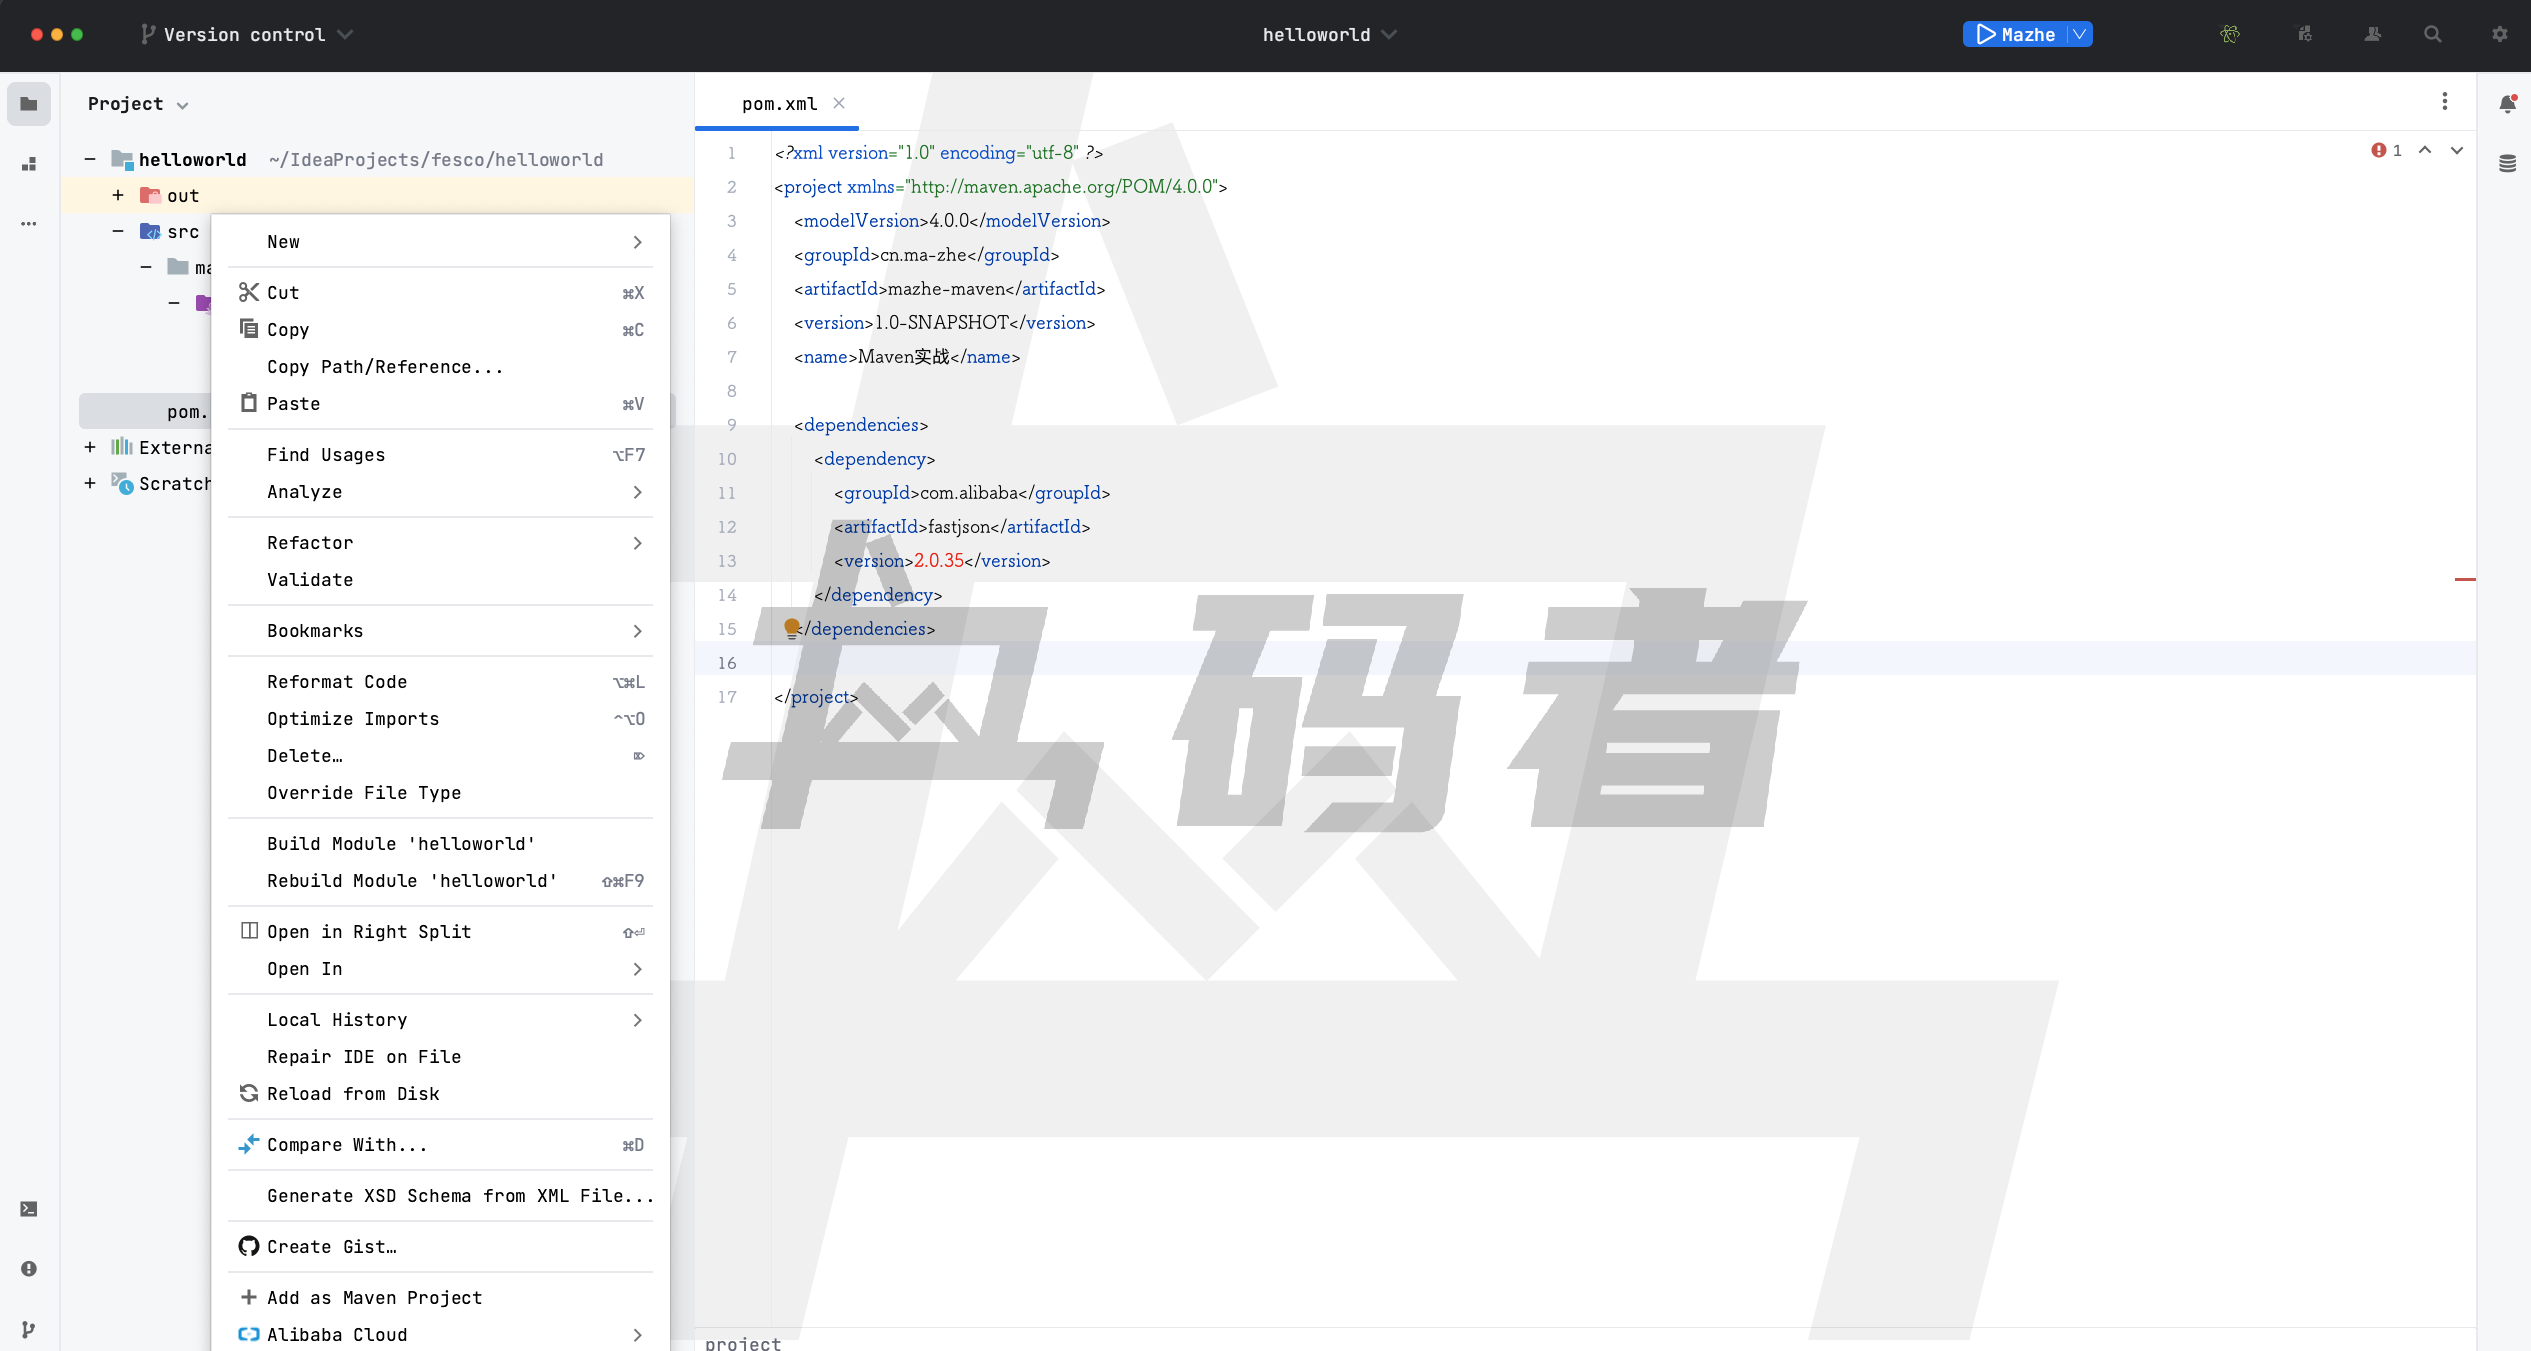 Version control
helloworld
Mazhe
Project
pom.xml
helloworld ~/IdeaProjects/fesco/helloworld
out
src
ma
pom.
Externa
Scratch
New
Cut ⌘X
Copy ⌘C
Copy Path/Reference...
Paste ⌘V
Find Usages ⌥F7
Analyze
Refactor
Validate
Bookmarks
Reformat Code ⌥⌘L
Optimize Imports ^⌥O
Delete… ⌦
Override File Type
Build Module 'helloworld'
Rebuild Module 'helloworld' ⇧⌘F9
Open in Right Split ⇧⏎
Open In
Local History
Repair IDE on File
Reload from Disk
Compare With... ⌘D
Generate XSD Schema from XML File...
Create Gist…
Add as Maven Project
Alibaba Cloud
1 <?xml version="1.0" encoding="utf-8" ?>
2 <project xmlns="http://maven.apache.org/POM/4.0.0">
3 <modelVersion>4.0.0</modelVersion>
4 <groupId>cn.ma-zhe</groupId>
5 <artifactId>mazhe-maven</artifactId>
6 <version>1.0-SNAPSHOT</version>
7 <name>Maven实战</name>
8
9 <dependencies>
10 <dependency>
11 <groupId>com.alibaba</groupId>
12 <artifactId>fastjson</artifactId>
13 <version>2.0.35</version>
14 </dependency>
15 </dependencies>
16
17 </project>
1
码者
project